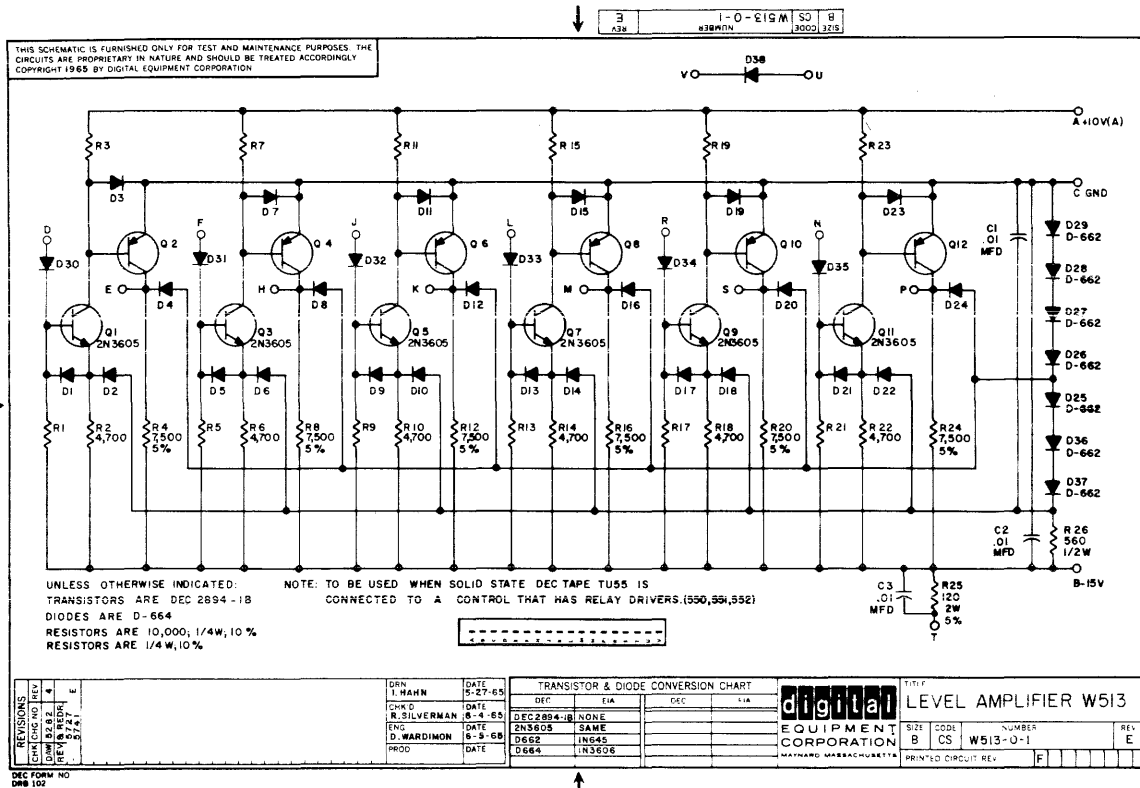 SIZE CODE NUMBER REV
B CS W513-0-1 E
THIS SCHEMATIC IS FURNISHED ONLY FOR TEST AND MAINTENANCE PURPOSES. THE
CIRCUITS ARE PROPRIETARY IN NATURE AND SHOULD BE TREATED ACCORDINGLY
COPYRIGHT 1965 BY DIGITAL EQUIPMENT CORPORATION
D38
V U
A +10V(A)
R3 R7 R11 R15 R19 R23
C GND
D3 D7 D11 D15 D19 D23
D F J L R N
Q2 Q4 Q6 Q8 Q10 Q12
C1
.01
MFD
D29
D-662
D28
D-662
D27
D-662
D26
D-662
D25
D-662
D36
D-662
D37
D-662
D30 D31 D32 D33 D34 D35
E H K M S P
D4 D8 D12 D16 D20 D24
Q1 Q3 Q5 Q7 Q9 Q11
2N3605 2N3605 2N3605 2N3605 2N3605 2N3605
D1 D2 D5 D6 D9 D10 D13 D14 D17 D18 D21 D22
R1 R2 R4 R5 R6 R8 R9 R10 R12 R13 R14 R16 R17 R18 R20 R21 R22 R24
4,700 7,500 4,700 7,500 4,700 7,500 4,700 7,500 4,700 7,500 4,700 7,500
5% 5% 5% 5% 5% 5%
C2
.01
MFD
R26
560
1/2W
B-15V
C3
.01
MFD
R25
120
2W
5%
T
UNLESS OTHERWISE INDICATED:
TRANSISTORS ARE DEC 2894-1B
DIODES ARE D-664
RESISTORS ARE 10,000; 1/4W; 10%
RESISTORS ARE 1/4W, 10%
NOTE: TO BE USED WHEN SOLID STATE DEC TAPE TU55 IS
CONNECTED TO A CONTROL THAT HAS RELAY DRIVERS.(550,551,552)
REVISIONS
CHK CHG NO REV
DRN
I. HAHN
DATE
5-27-65
CHK'D
R.SILVERMAN
DATE
6-4-65
ENG
D.WARDIMON
DATE
6-5-65
PROD
DATE
TRANSISTOR & DIODE CONVERSION CHART
DEC EIA DEC EIA
DEC2894-1B NONE
2N3605 SAME
D662 1N645
D664 1N3606
digital
EQUIPMENT
CORPORATION
MAYNARD MASSACHUSETTS
TITLE
LEVEL AMPLIFIER W513
SIZE CODE NUMBER REV
B CS W513-0-1 E
PRINTED CIRCUIT REV F
DEC FORM NO
DRB 102